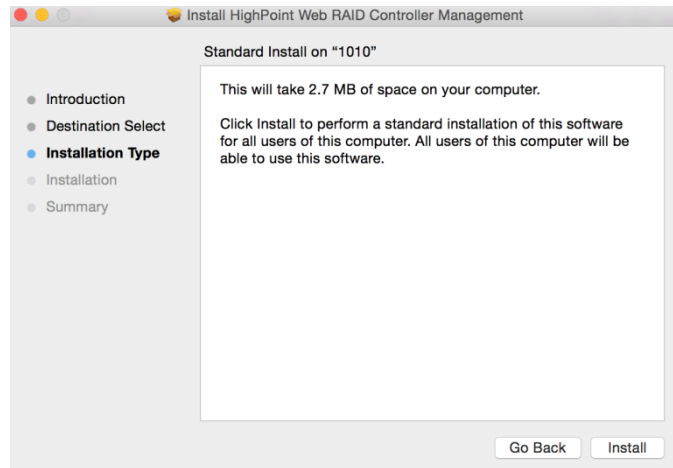 Install HighPoint Web RAID Controller Management
Standard Install on “1010”
Introduction
Destination Select
Installation Type
Installation
Summary
This will take 2.7 MB of space on your computer.
Click Install to perform a standard installation of this software
for all users of this computer. All users of this computer will be
able to use this software.
Go Back
Install